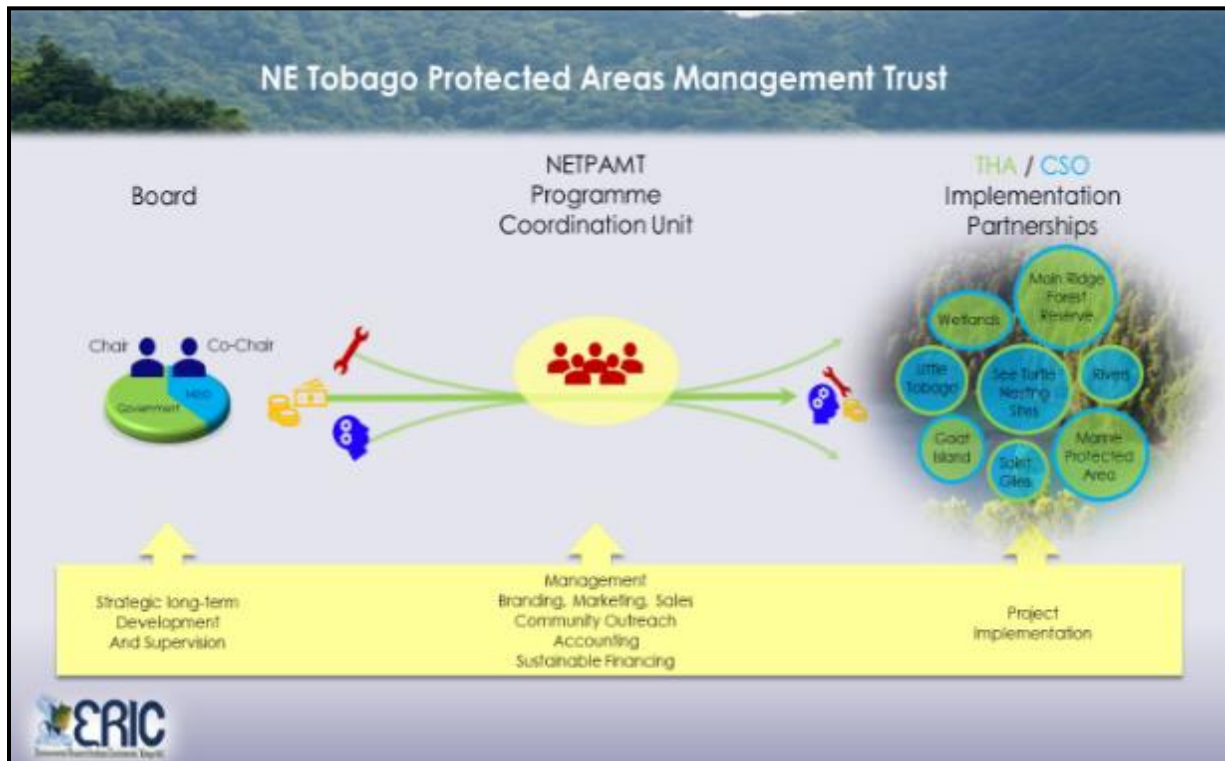 NE Tobago Protected Areas Management Trust
Board
NETPAMT
Programme
Coordination Unit
THA / CSO
Implementation
Partnerships
Chair
Co-Chair
Government
Main Ridge
Forest
Reserve
Wetlands
Little
Tobago
See Turtle
Nesting
Sites
Rivers
Goat
Island
Saint
Giles
Marine
Protected
Area
Strategic long-term
Development
And Supervision
Management
Branding, Marketing, Sales
Community Outreach
Accounting
Sustainable Financing
Project
Implementation
ERIC